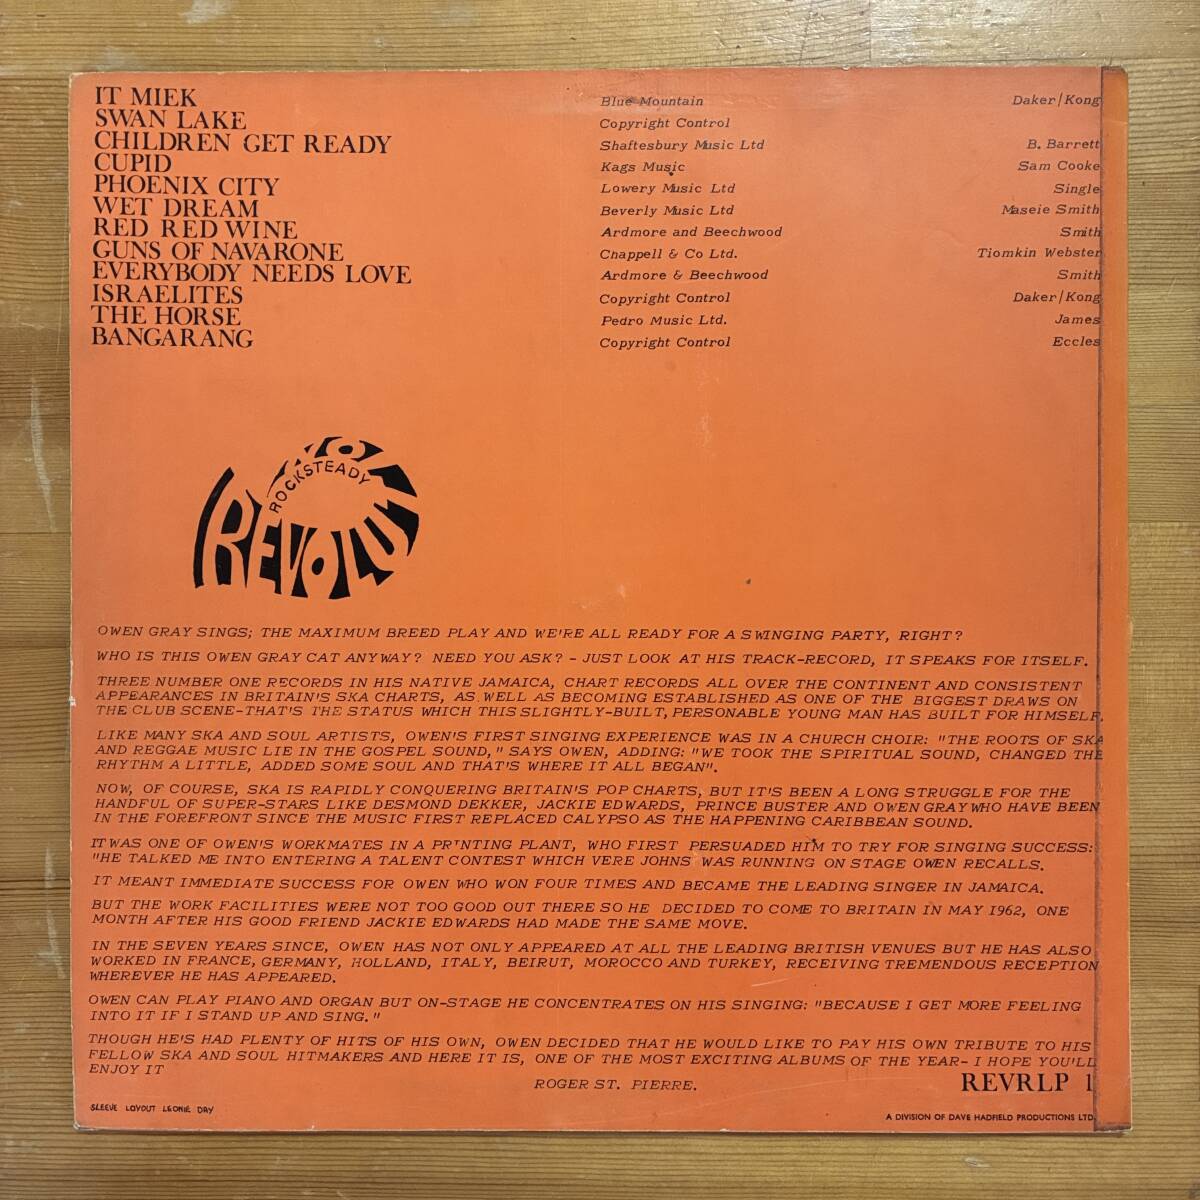 IT MIEK Blue Mountain Daker/Kong
SWAN LAKE Copyright Control
CHILDREN GET READY Shaftesbury Music Ltd B. Barrett
CUPID Kags Music Sam Cooke
PHOENIX CITY Lowery Music Ltd Single
WET DREAM Beverly Music Ltd Maseie Smith
RED RED WINE Ardmore and Beechwood Smith
GUNS OF NAVARONE Chappell & Co Ltd. Tiomkin Webster
EVERYBODY NEEDS LOVE Ardmore & Beechwood Smith
ISRAELITES Copyright Control Daker/Kong
THE HORSE Pedro Music Ltd. James
BANGARANG Copyright Control Eccles
ROCKSTEADY
REVOLUT
OWEN GRAY SINGS; THE MAXIMUM BREED PLAY AND WE'RE ALL READY FOR A SWINGING PARTY, RIGHT?
WHO IS THIS OWEN GRAY CAT ANYWAY? NEED YOU ASK? - JUST LOOK AT HIS TRACK-RECORD, IT SPEAKS FOR ITSELF.
THREE NUMBER ONE RECORDS IN HIS NATIVE JAMAICA, CHART RECORDS ALL OVER THE CONTINENT AND CONSISTENT
APPEARANCES IN BRITAIN'S SKA CHARTS, AS WELL AS BECOMING ESTABLISHED AS ONE OF THE BIGGEST DRAWS ON
THE CLUB SCENE-THAT'S THE STATUS WHICH THIS SLIGHTLY-BUILT, PERSONABLE YOUNG MAN HAS BUILT FOR HIMSELF.
LIKE MANY SKA AND SOUL ARTISTS, OWEN'S FIRST SINGING EXPERIENCE WAS IN A CHURCH CHOIR: "THE ROOTS OF SKA
AND REGGAE MUSIC LIE IN THE GOSPEL SOUND," SAYS OWEN, ADDING: "WE TOOK THE SPIRITUAL SOUND, CHANGED THE
RHYTHM A LITTLE, ADDED SOME SOUL AND THAT'S WHERE IT ALL BEGAN".
NOW, OF COURSE, SKA IS RAPIDLY CONQUERING BRITAIN'S POP CHARTS, BUT IT'S BEEN A LONG STRUGGLE FOR THE
HANDFUL OF SUPER-STARS LIKE DESMOND DEKKER, JACKIE EDWARDS, PRINCE BUSTER AND OWEN GRAY WHO HAVE BEEN
IN THE FOREFRONT SINCE THE MUSIC FIRST REPLACED CALYPSO AS THE HAPPENING CARIBBEAN SOUND.
IT WAS ONE OF OWEN'S WORKMATES IN A PRINTING PLANT, WHO FIRST PERSUADED HIM TO TRY FOR SINGING SUCCESS:
"HE TALKED ME INTO ENTERING A TALENT CONTEST WHICH VERE JOHNS WAS RUNNING ON STAGE OWEN RECALLS.
IT MEANT IMMEDIATE SUCCESS FOR OWEN WHO WON FOUR TIMES AND BECAME THE LEADING SINGER IN JAMAICA.
BUT THE WORK FACILITIES WERE NOT TOO GOOD OUT THERE SO HE DECIDED TO COME TO BRITAIN IN MAY 1962, ONE
MONTH AFTER HIS GOOD FRIEND JACKIE EDWARDS HAD MADE THE SAME MOVE.
IN THE SEVEN YEARS SINCE, OWEN HAS NOT ONLY APPEARED AT ALL THE LEADING BRITISH VENUES BUT HE HAS ALSO
WORKED IN FRANCE, GERMANY, HOLLAND, ITALY, BEIRUT, MOROCCO AND TURKEY, RECEIVING TREMENDOUS RECEPTION
WHEREVER HE HAS APPEARED.
OWEN CAN PLAY PIANO AND ORGAN BUT ON-STAGE HE CONCENTRATES ON HIS SINGING: "BECAUSE I GET MORE FEELING
INTO IT IF I STAND UP AND SING."
THOUGH HE'S HAD PLENTY OF HITS OF HIS OWN, OWEN DECIDED THAT HE WOULD LIKE TO PAY HIS OWN TRIBUTE TO HIS
FELLOW SKA AND SOUL HITMAKERS AND HERE IT IS, ONE OF THE MOST EXCITING ALBUMS OF THE YEAR- I HOPE YOU'LL
ENJOY IT
ROGER ST. PIERRE.
REVRLP 1
SLEEVE LAYOUT LEONIE DAY
A DIVISION OF DAVE HADFIELD PRODUCTIONS LTD